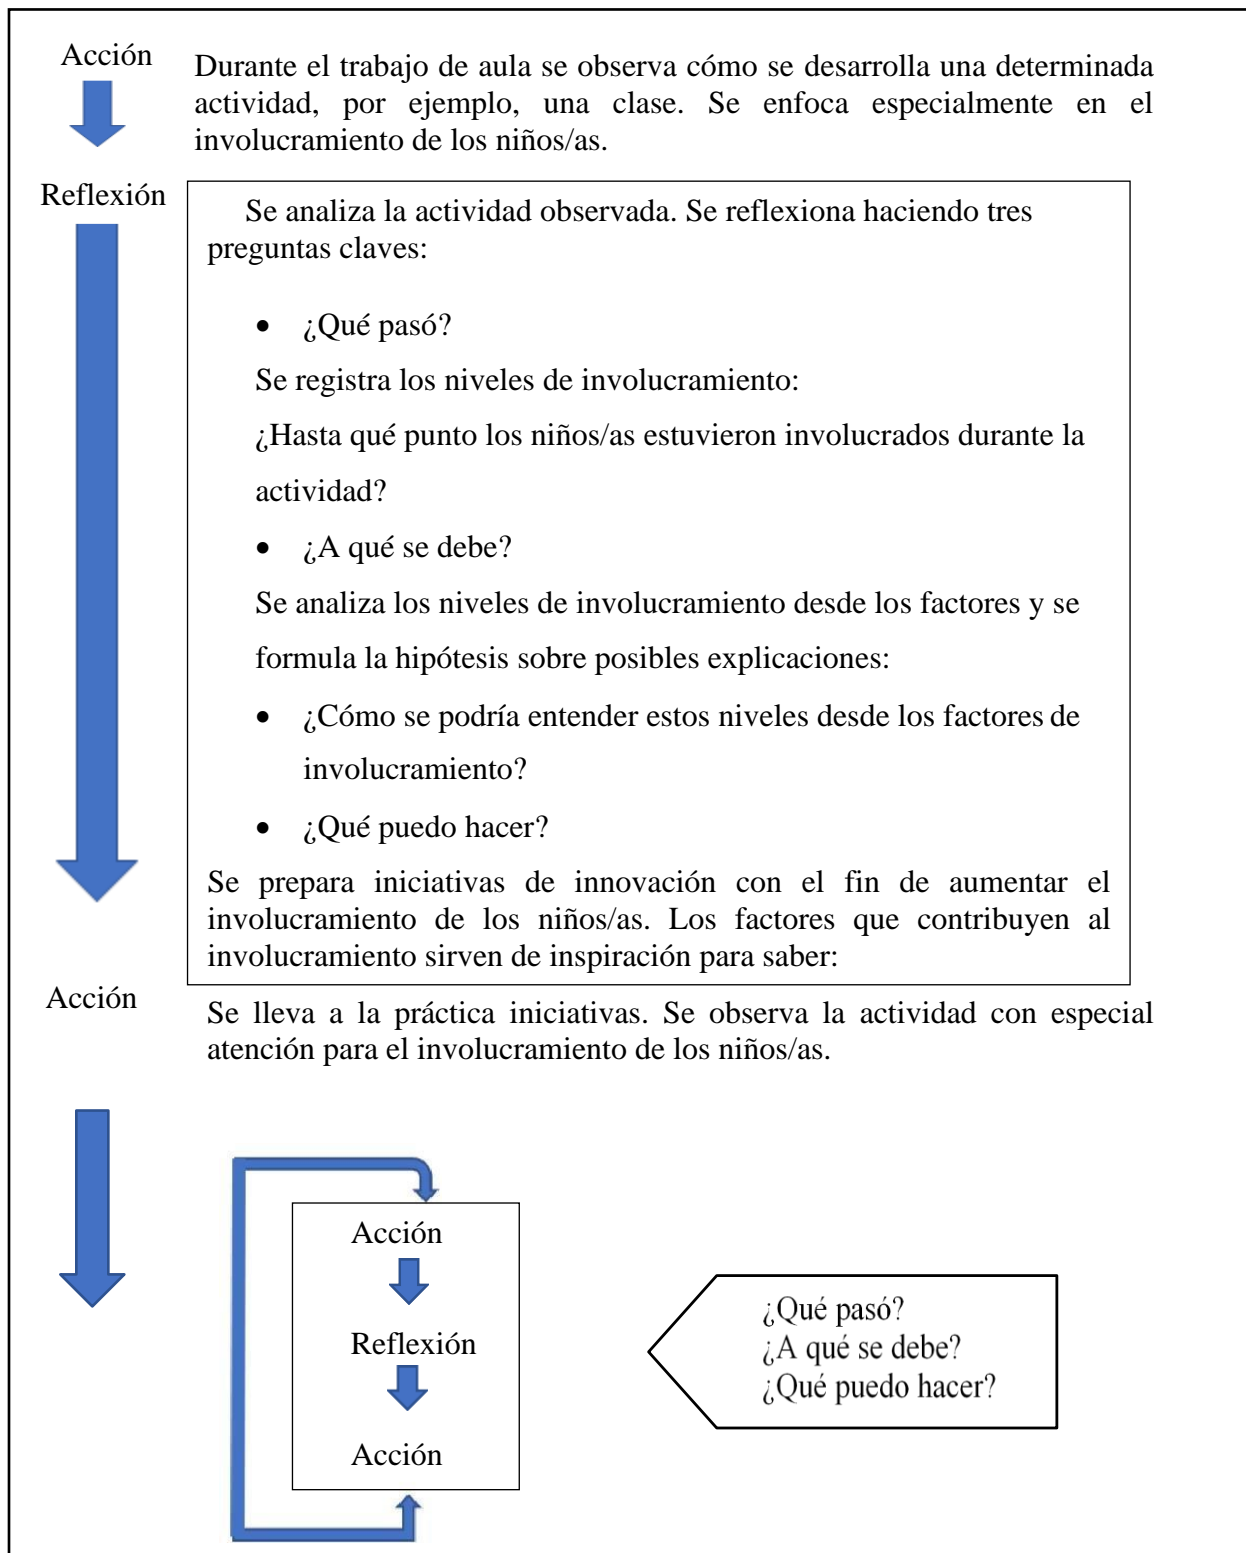 Acción
Durante el trabajo de aula se observa cómo se desarrolla una determinada
actividad, por ejemplo, una clase. Se enfoca especialmente en el
involucramiento de los niños/as.
Reflexión
Se analiza la actividad observada. Se reflexiona haciendo tres
preguntas claves:
• ¿Qué pasó?
Se registra los niveles de involucramiento:
¿Hasta qué punto los niños/as estuvieron involucrados durante la
actividad?
• ¿A qué se debe?
Se analiza los niveles de involucramiento desde los factores y se
formula la hipótesis sobre posibles explicaciones:
• ¿Cómo se podría entender estos niveles desde los factores de
involucramiento?
• ¿Qué puedo hacer?
Se prepara iniciativas de innovación con el fin de aumentar el
involucramiento de los niños/as. Los factores que contribuyen al
involucramiento sirven de inspiración para saber:
Acción
Se lleva a la práctica iniciativas. Se observa la actividad con especial
atención para el involucramiento de los niños/as.
Acción
Reflexión
Acción
¿Qué pasó?
¿A qué se debe?
¿Qué puedo hacer?